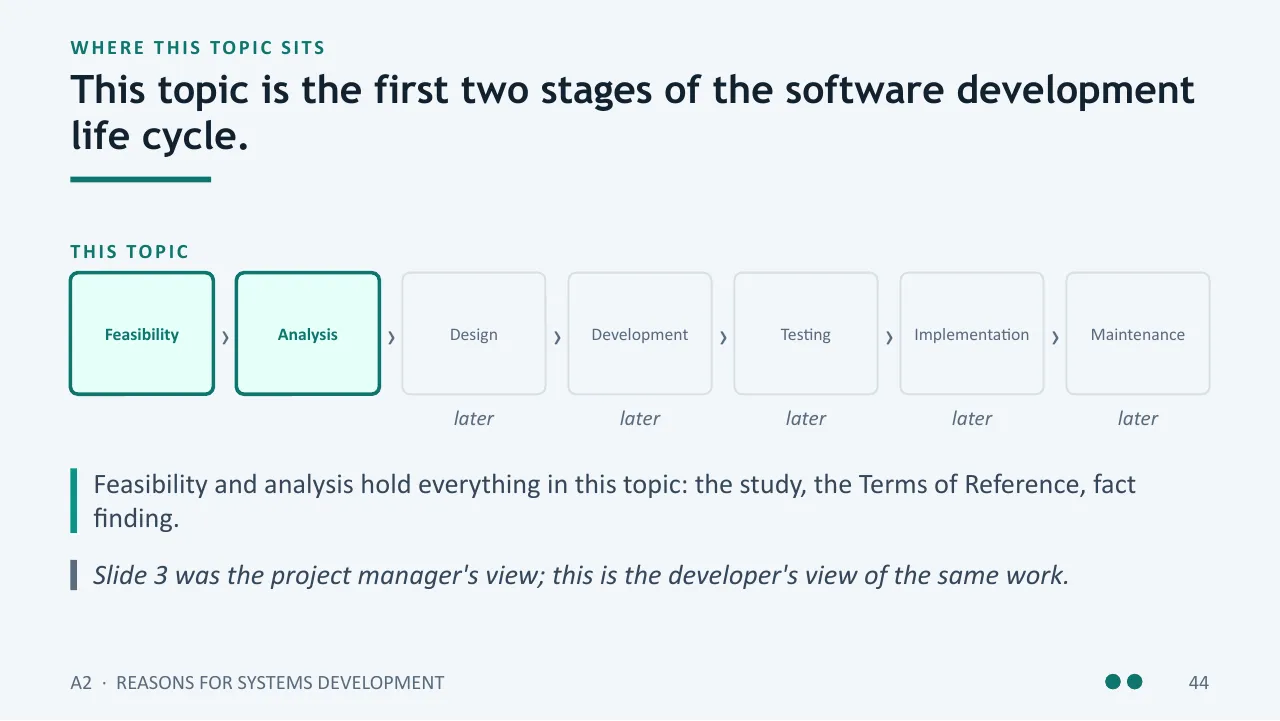 WHERE THIS TOPIC SITS
This topic is the first two stages of the software development
life cycle.
THIS TOPIC
Feasibility › Analysis › Design › Development › Testing › Implementation › Maintenance
later later later later later
Feasibility and analysis hold everything in this topic: the study, the Terms of Reference, fact
finding.
Slide 3 was the project manager's view; this is the developer's view of the same work.
A2 · REASONS FOR SYSTEMS DEVELOPMENT 44